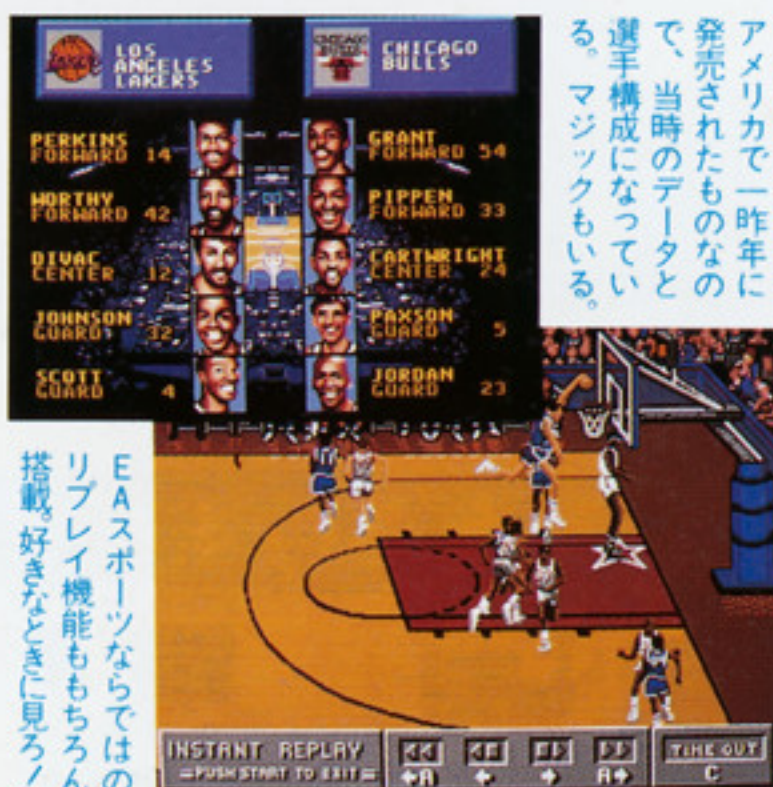 アメリカで一昨年に
発売されたものなの
で、当時のデータと
選手構成になってい
る。マジックもいる。
LOS
ANGELES
LAKERS
CHICAGO
BULLS
PERKINS
FORWARD 14
GRANT
FORWARD 54
WORTHY
FORWARD 42
PIPPEN
FORWARD 33
DIVAC
CENTER 12
CARTWRIGHT
CENTER 24
JOHNSON
GUARD 32
PAXSON
GUARD 5
SCOTT
GUARD 4
JORDAN
GUARD 23
EAスポーツならではの
リプレイ機能ももちろん
搭載。好きなときに見ろ!
INSTANT REPLAY
=PUSH START TO EXIT=
A
A
TIME OUT
C